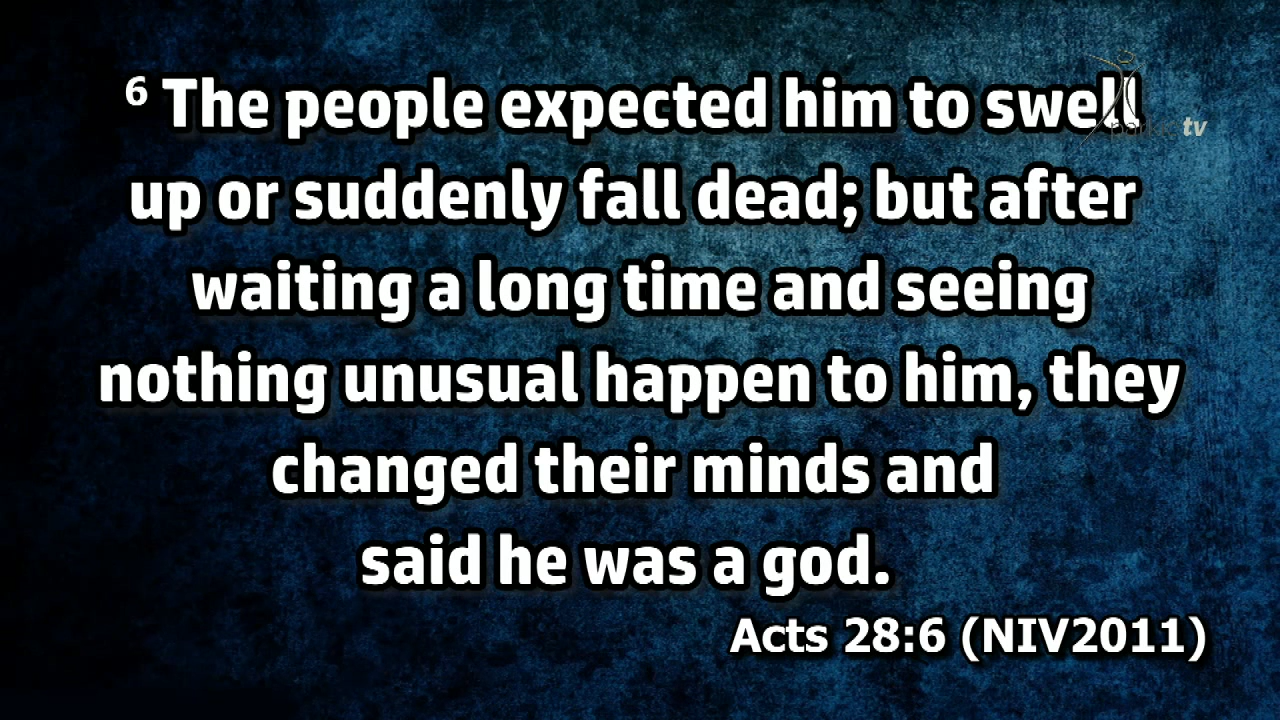 ⁶ The people expected him to swell
up or suddenly fall dead; but after
waiting a long time and seeing
nothing unusual happen to him, they
changed their minds and
said he was a god.
Acts 28:6 (NIV2011)
tv